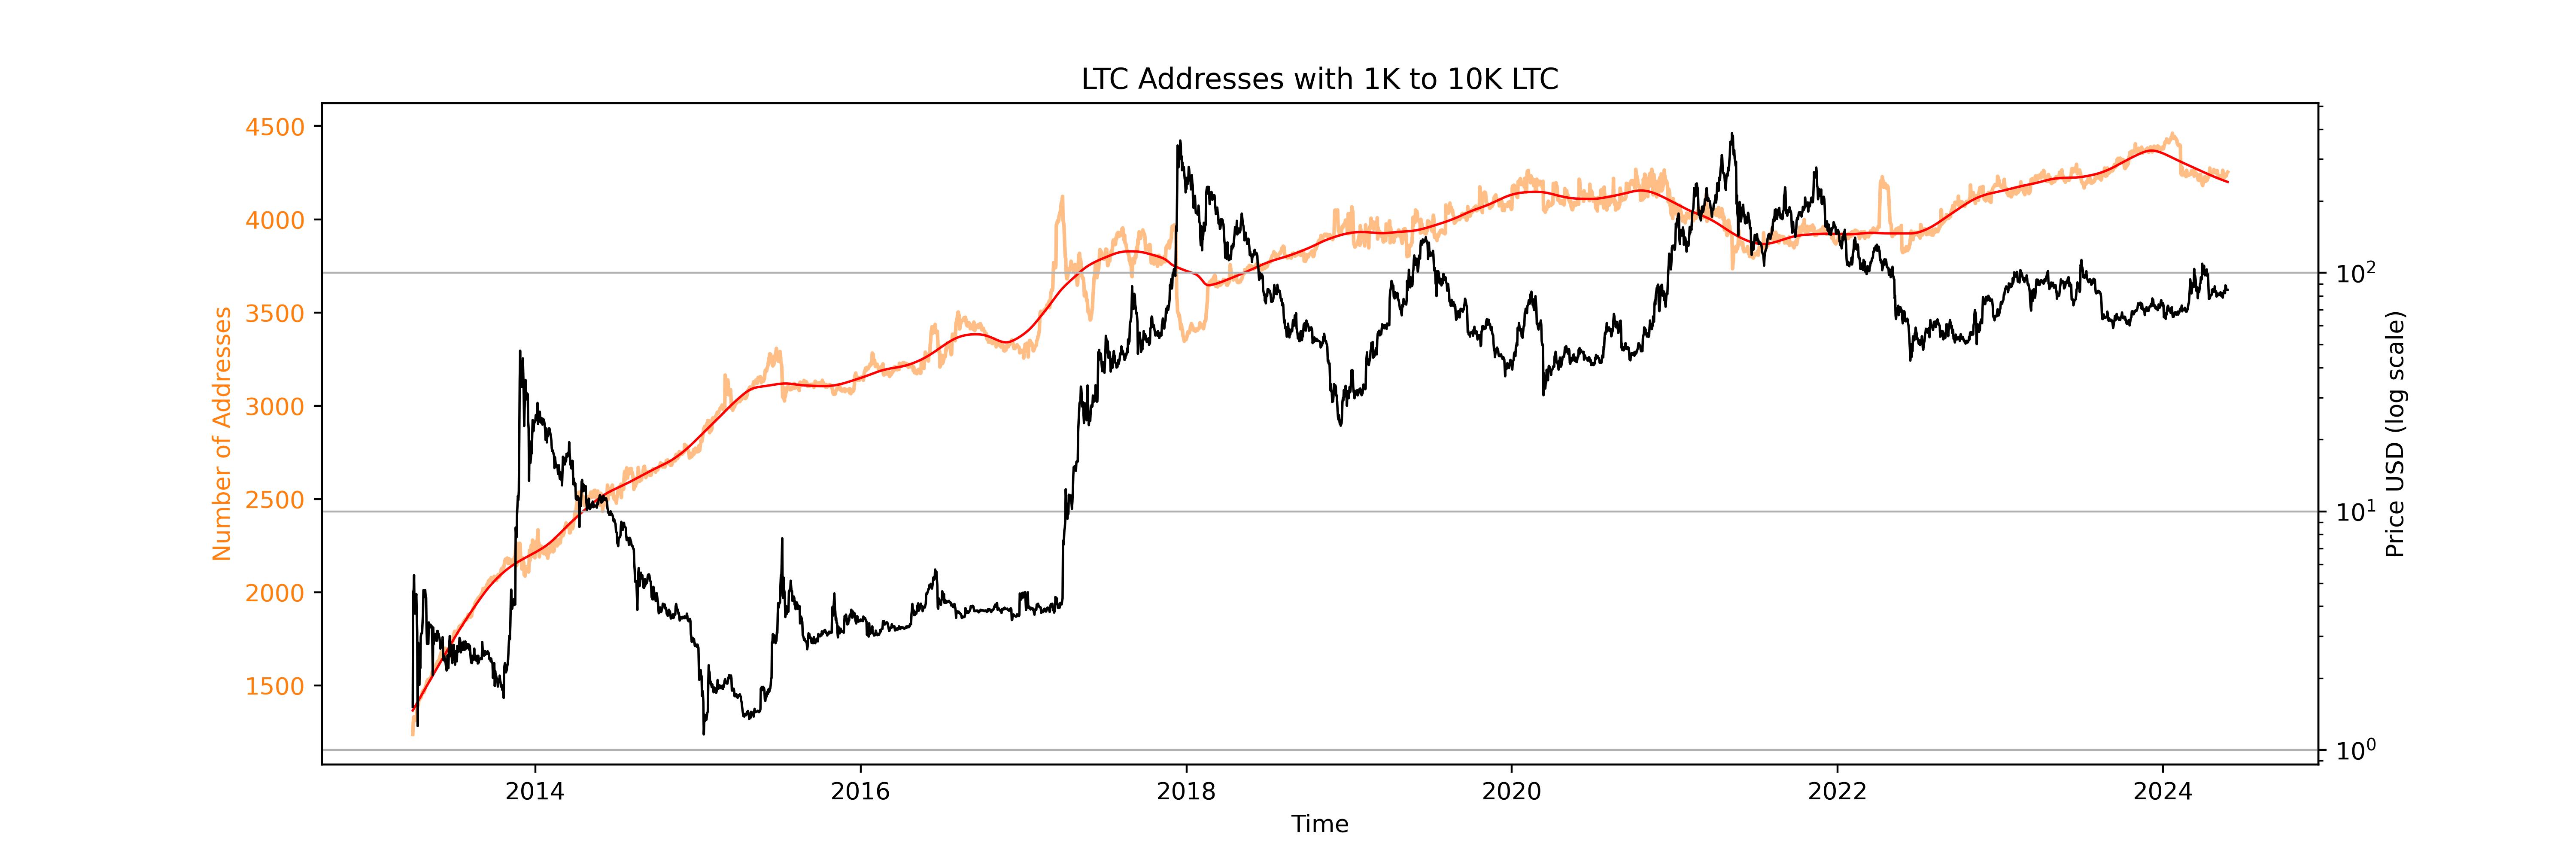 LTC Addresses with 1K to 10K LTC
4500
4000
3500
3000
2500
2000
1500
Number of Addresses
10²
10¹
10⁰
Price USD (log scale)
2014 2016 2018 2020 2022 2024
Time